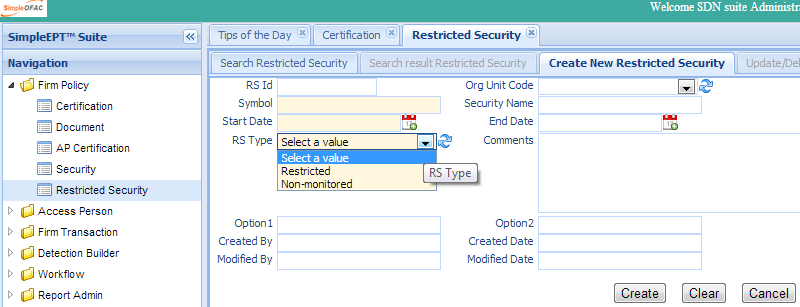 SimpleOFAC
Welcome SDN suite Administra
SimpleEPT™ Suite
Tips of the Day
Certification
Restricted Security
Navigation
Search Restricted Security
Search result Restricted Security
Create New Restricted Security
Update/Del
Firm Policy
Certification
Document
AP Certification
Security
Restricted Security
Access Person
Firm Transaction
Detection Builder
Workflow
Report Admin
RS Id
Org Unit Code
Symbol
Security Name
Start Date
End Date
RS Type
Select a value
Comments
Select a value
Restricted
Non-monitored
RS Type
Option1
Option2
Created By
Created Date
Modified By
Modified Date
Create
Clear
Cancel